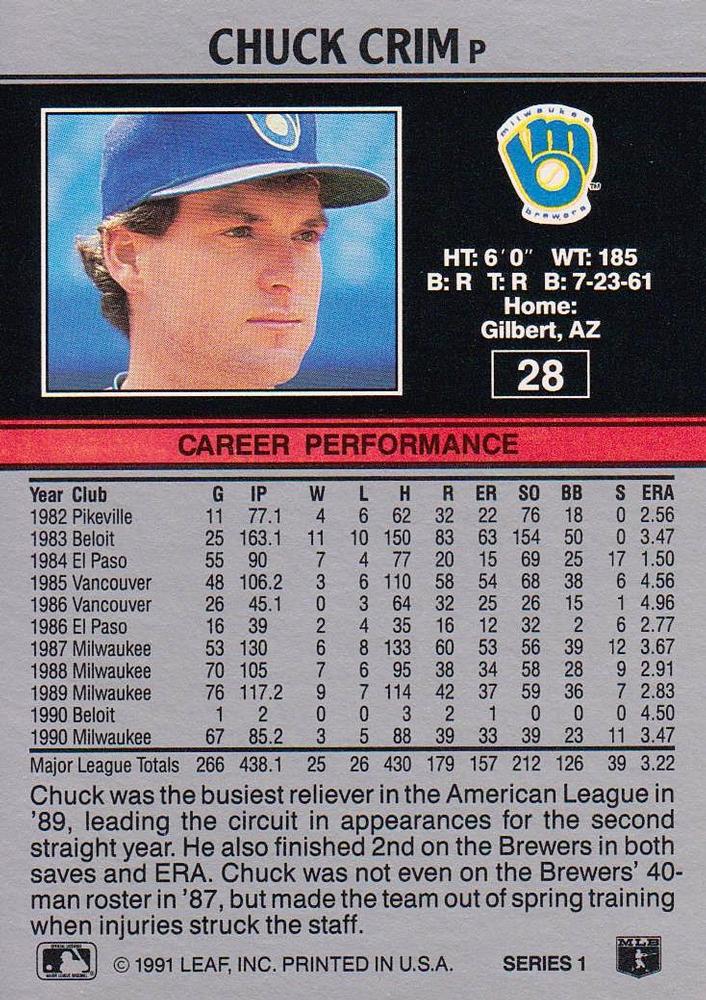 CHUCK CRIM P
milwaukee
brewers
TM
HT: 6' 0" WT: 185
B: R T: R B: 7-23-61
Home:
Gilbert, AZ
28
CAREER PERFORMANCE
Year Club G IP W L H R ER SO BB S ERA
1982 Pikeville 11 77.1 4 6 62 32 22 76 18 0 2.56
1983 Beloit 25 163.1 11 10 150 83 63 154 50 0 3.47
1984 El Paso 55 90 7 4 77 20 15 69 25 17 1.50
1985 Vancouver 48 106.2 3 6 110 58 54 68 38 6 4.56
1986 Vancouver 26 45.1 0 3 64 32 25 26 15 1 4.96
1986 El Paso 16 39 2 4 35 16 12 32 2 6 2.77
1987 Milwaukee 53 130 6 8 133 60 53 56 39 12 3.67
1988 Milwaukee 70 105 7 6 95 38 34 58 28 9 2.91
1989 Milwaukee 76 117.2 9 7 114 42 37 59 36 7 2.83
1990 Beloit 1 2 0 0 3 2 1 0 0 0 4.50
1990 Milwaukee 67 85.2 3 5 88 39 33 39 23 11 3.47
Major League Totals 266 438.1 25 26 430 179 157 212 126 39 3.22
Chuck was the busiest reliever in the American League in
'89, leading the circuit in appearances for the second
straight year. He also finished 2nd on the Brewers in both
saves and ERA. Chuck was not even on the Brewers' 40-
man roster in '87, but made the team out of spring training
when injuries struck the staff.
© 1991 LEAF, INC. PRINTED IN U.S.A. SERIES 1
MLB